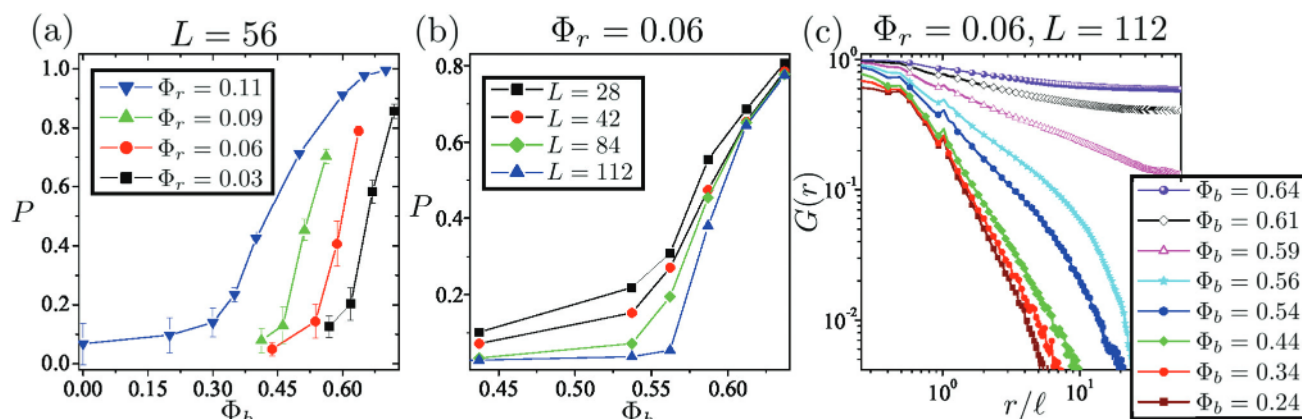 (a) L = 56
Φ_r = 0.11
Φ_r = 0.09
Φ_r = 0.06
Φ_r = 0.03
1.0
0.8
0.6
0.4
0.2
0.0
P
0.00 0.15 0.30 0.45 0.60
Φ_b
(b) Φ_r = 0.06
L = 28
L = 42
L = 84
L = 112
0.8
0.6
0.4
0.2
P
0.45 0.50 0.55 0.60
Φ_b
(c) Φ_r = 0.06, L = 112
10^0
10^-1
10^-2
G(r)
10^0 10^1
r/ℓ
Φ_b = 0.64
Φ_b = 0.61
Φ_b = 0.59
Φ_b = 0.56
Φ_b = 0.54
Φ_b = 0.44
Φ_b = 0.34
Φ_b = 0.24